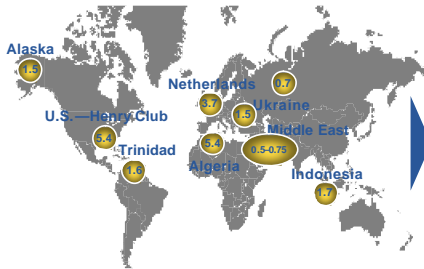 Alaska
1.5
Netherlands
0.7
3.7
Ukraine
1.5
U.S.—Henry Club
5.4
Middle East
0.5–0.75
Trinidad
1.6
5.4
Algeria
Indonesia
1.7